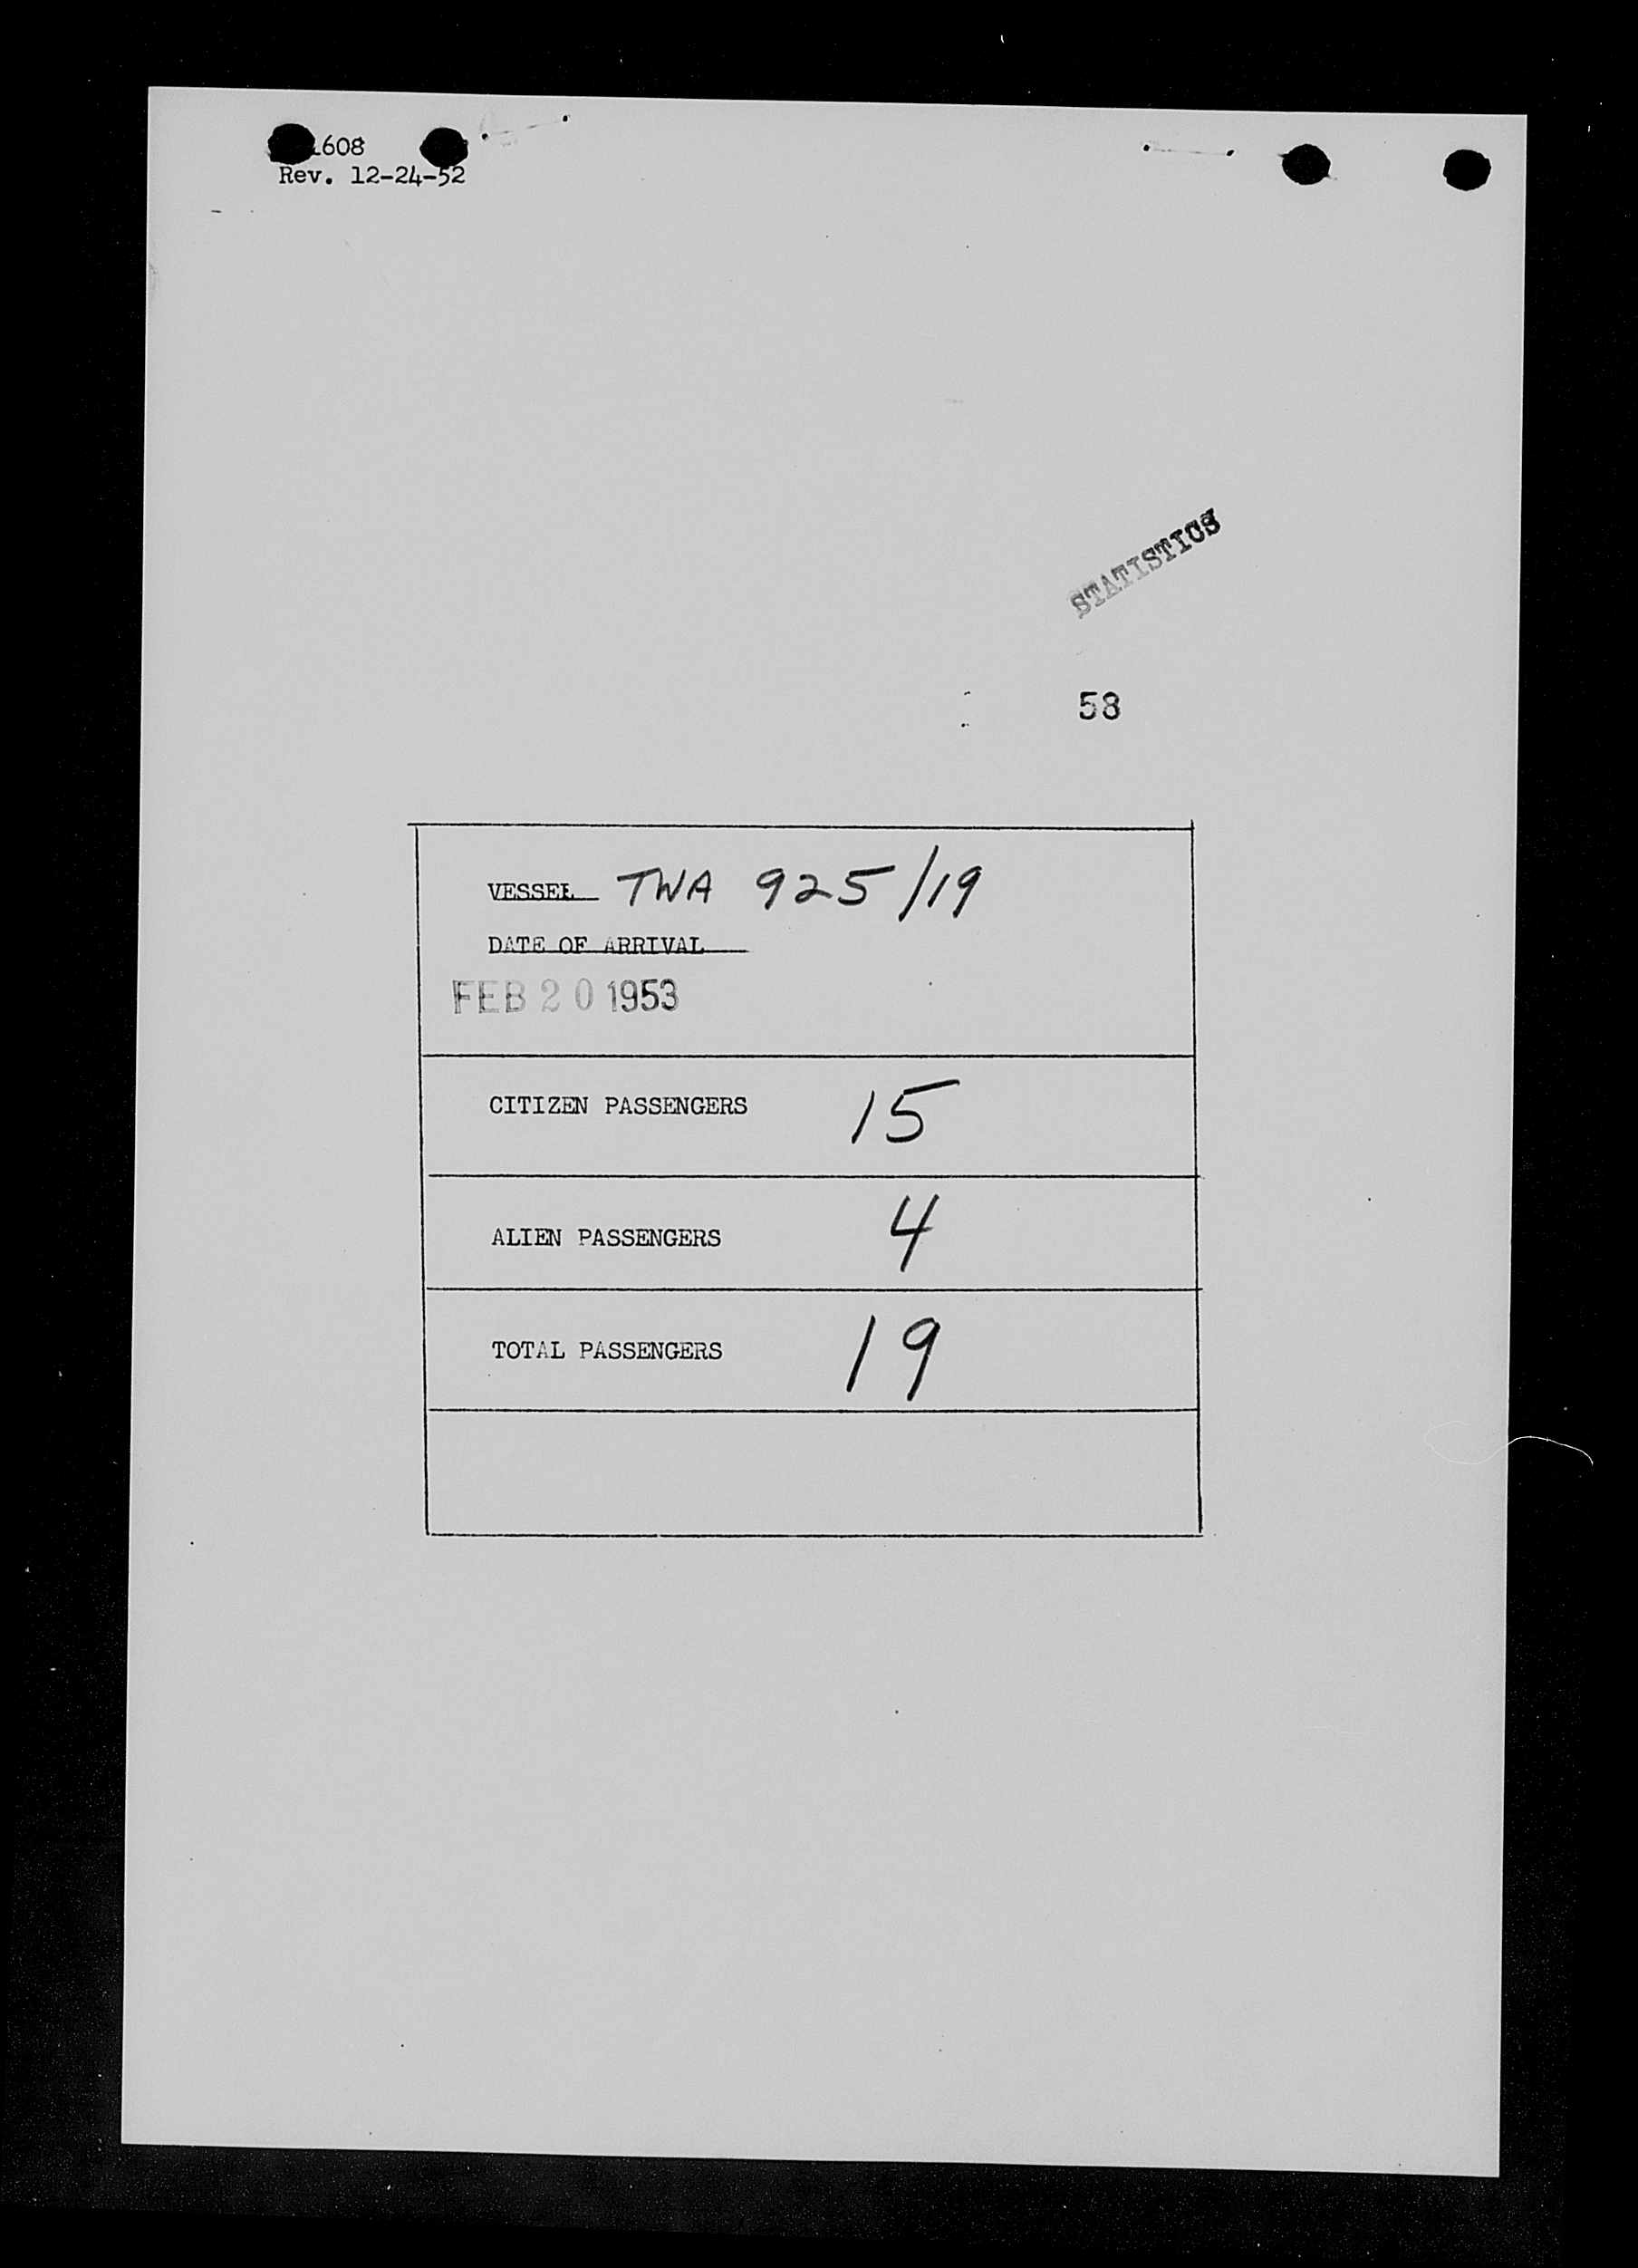 608
Rev. 12-24-52
STATISTICS
58
VESSEL TWA 925/19
DATE OF ARRIVAL
FEB 20 1953
CITIZEN PASSENGERS 15
ALIEN PASSENGERS 4
TOTAL PASSENGERS 19